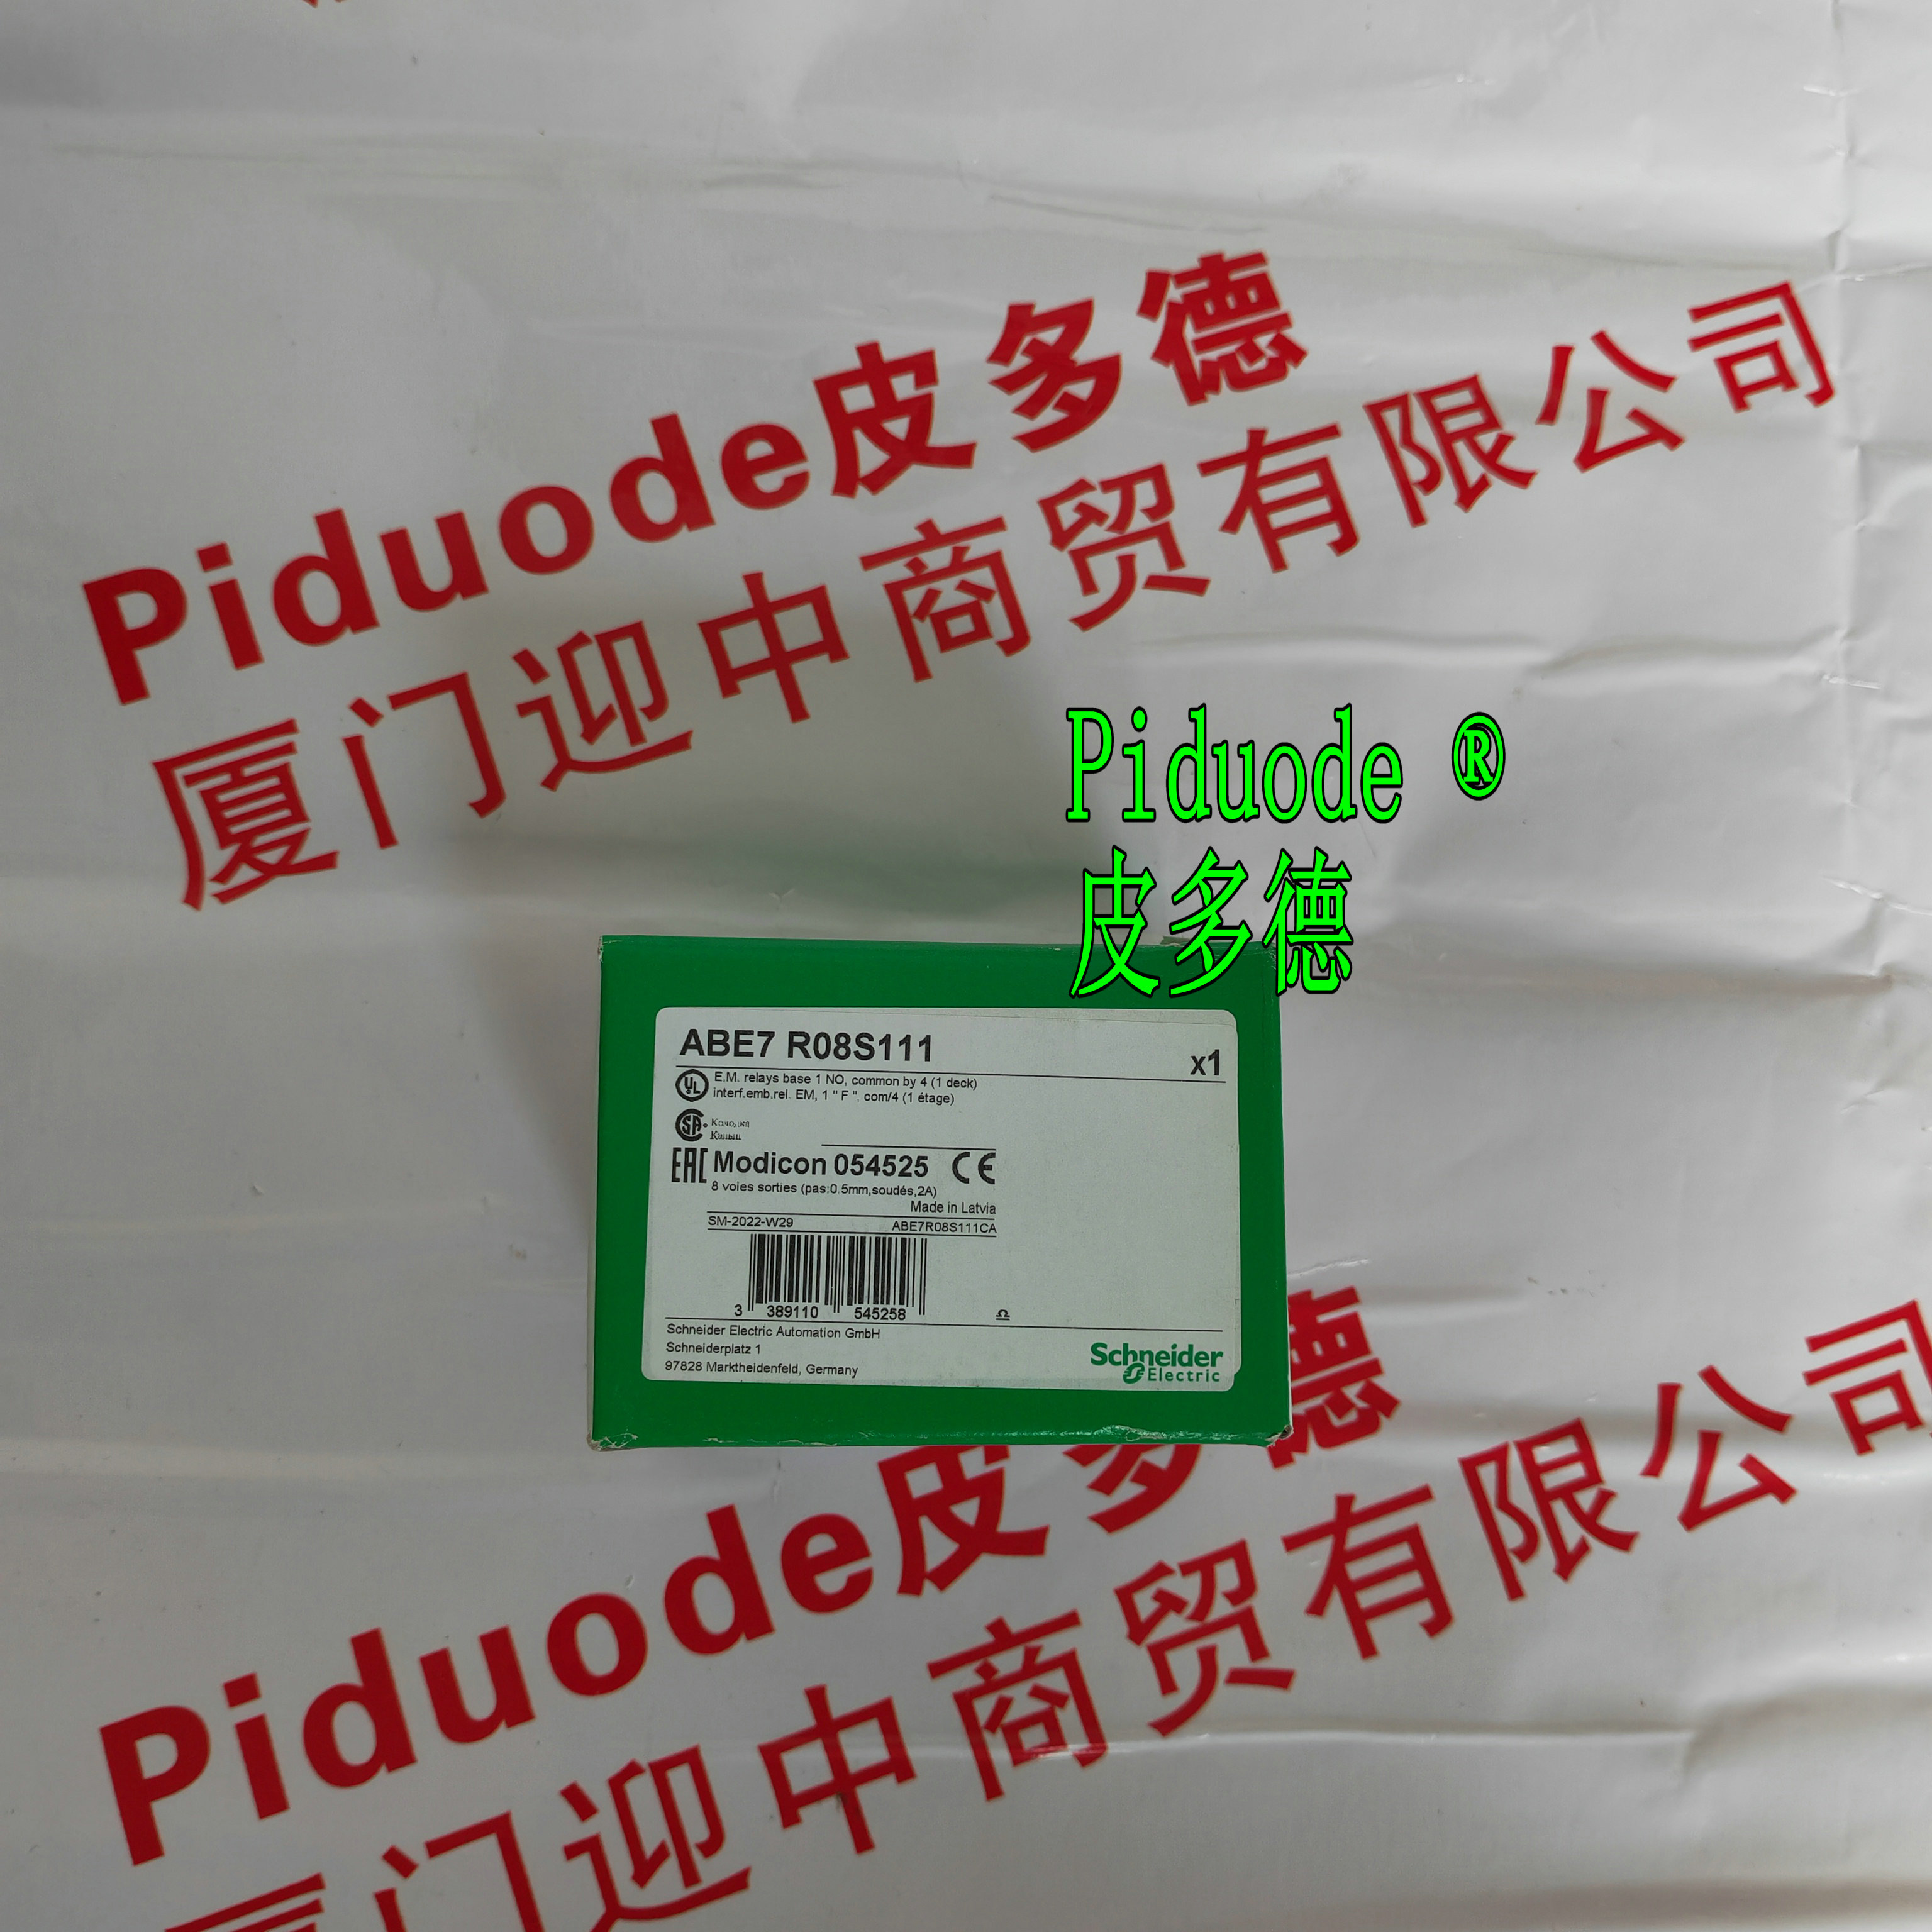 Piduode皮多德
厦门迎中商贸有限公司
Piduode ®
皮多德
ABE7 R08S111
x1
UL
E.M. relays base 1 NO, common by 4 (1 deck)
interf.emb.rel. EM, 1 " F ", com/4 (1 étage)
SA
EAC
Modicon 054525
CE
8 voies sorties (pas:0.5mm,soudés,2A)
Made in Latvia
SM-2022-W29
ABE7R08S111CA
3 389110 545258
Schneider Electric Automation GmbH
Schneiderplatz 1
97828 Marktheidenfeld, Germany
Schneider
Electric
Piduode皮多德
厦门迎中商贸有限公司